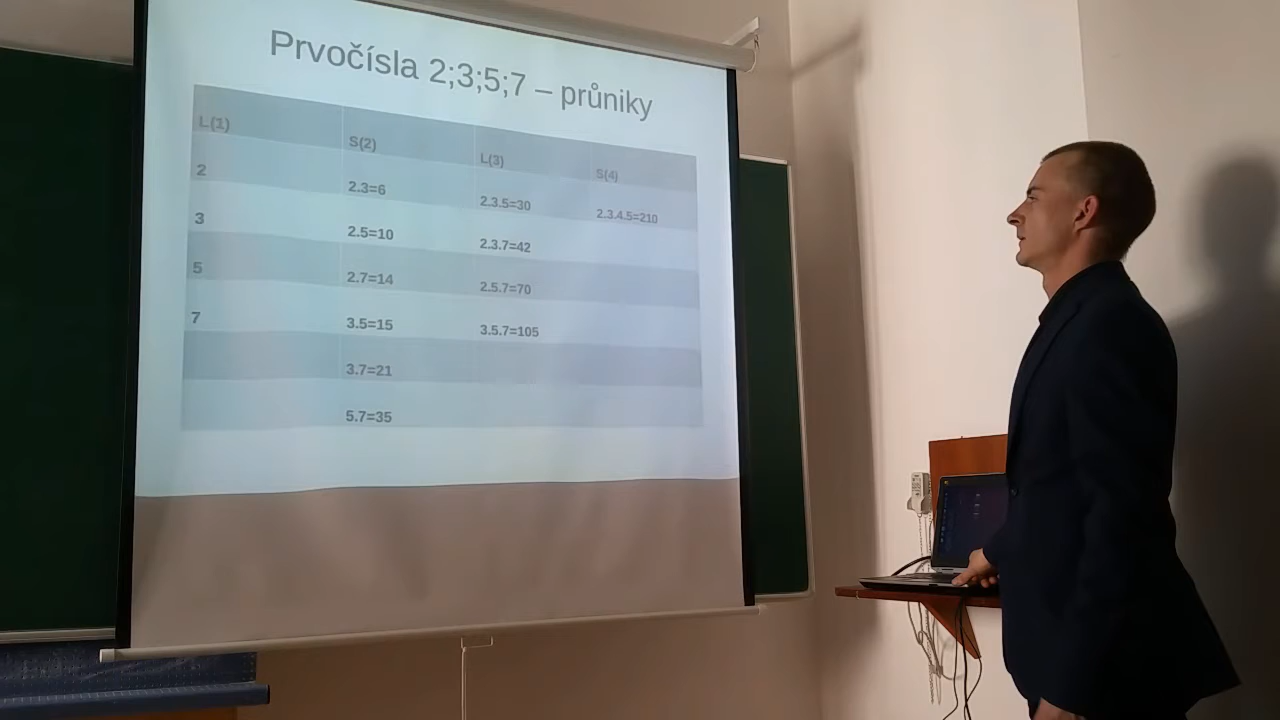 Prvočísla 2;3;5;7 – průniky
L(1) S(2) L(3) S(4)
2 2.3=6 2.3.5=30 2.3.4.5=210
3 2.5=10 2.3.7=42
5 2.7=14 2.5.7=70
7 3.5=15 3.5.7=105
3.7=21
5.7=35